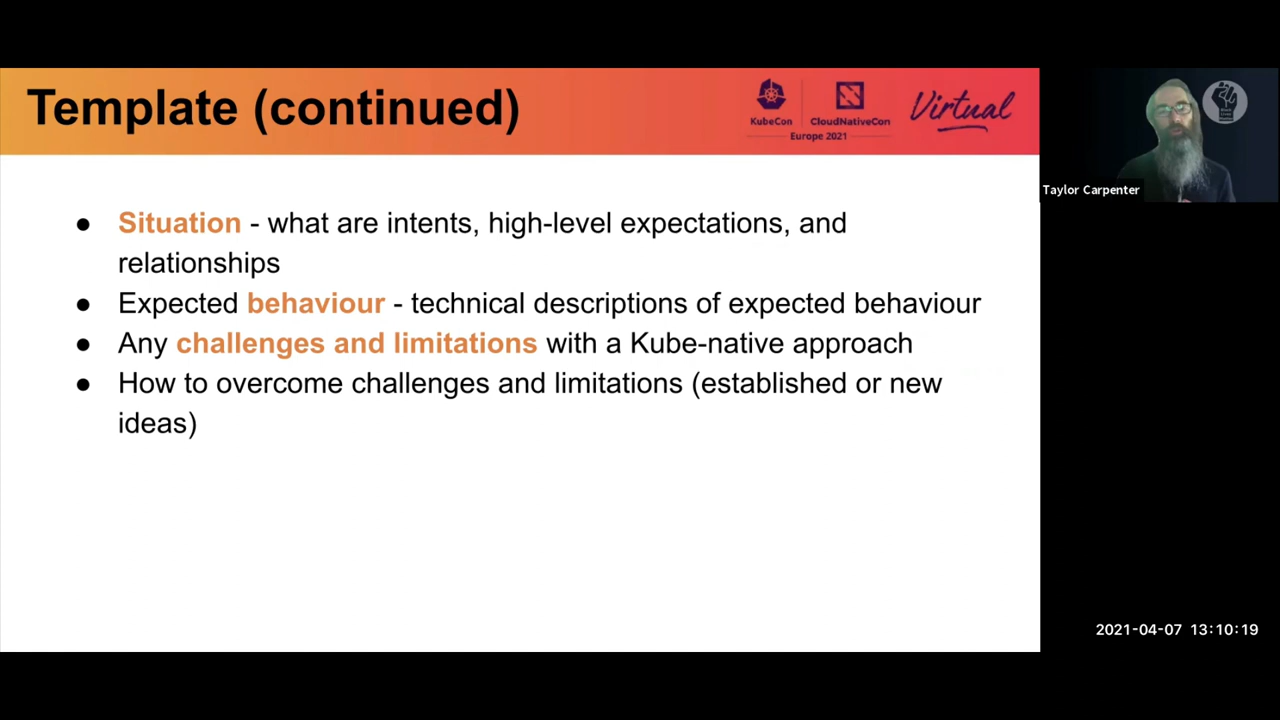 Template (continued)
KubeCon
CloudNativeCon
Europe 2021
Virtual
● Situation - what are intents, high-level expectations, and
relationships
● Expected behaviour - technical descriptions of expected behaviour
● Any challenges and limitations with a Kube-native approach
● How to overcome challenges and limitations (established or new
ideas)
Taylor Carpenter
2021-04-07 13:10:19